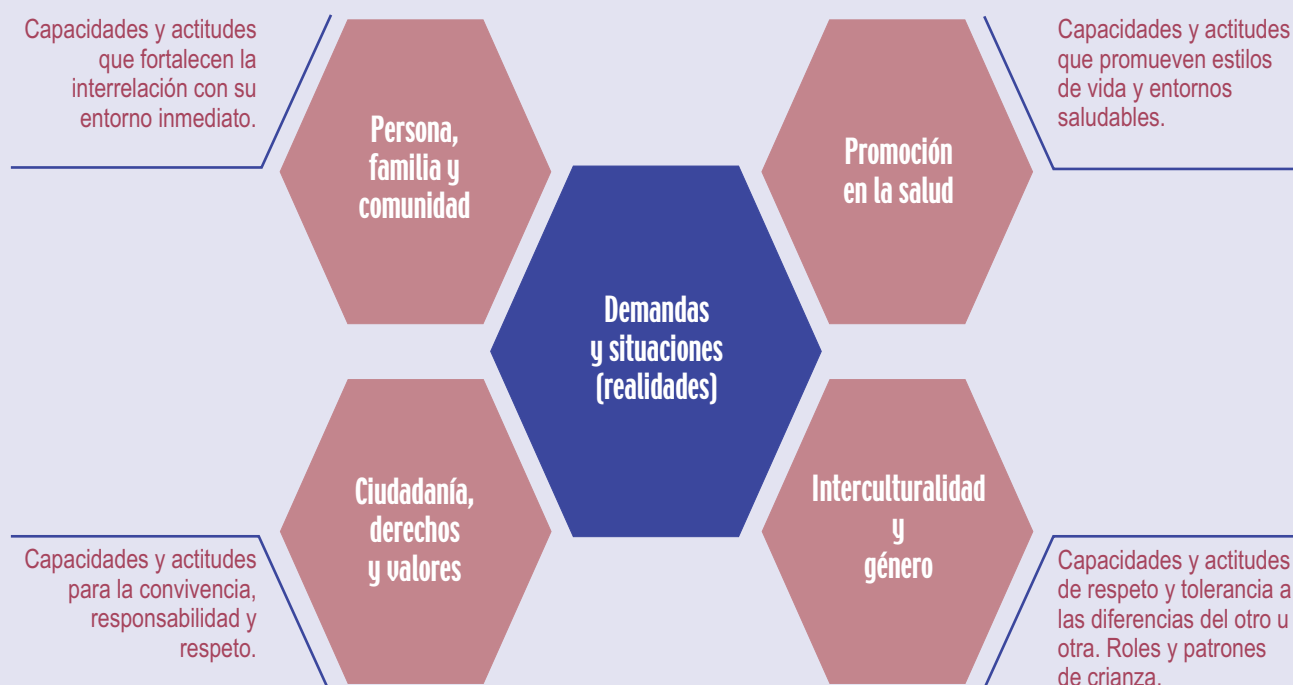 Capacidades y actitudes
que fortalecen la
interrelación con su
entorno inmediato.
Persona,
familia y
comunidad
Promoción
en la salud
Capacidades y actitudes
que promueven estilos
de vida y entornos
saludables.
Demandas
y situaciones
(realidades)
Capacidades y actitudes
para la convivencia,
responsabilidad y
respeto.
Ciudadanía,
derechos
y valores
Interculturalidad
y
género
Capacidades y actitudes
de respeto y tolerancia a
las diferencias del otro u
otra. Roles y patrones
de crianza.